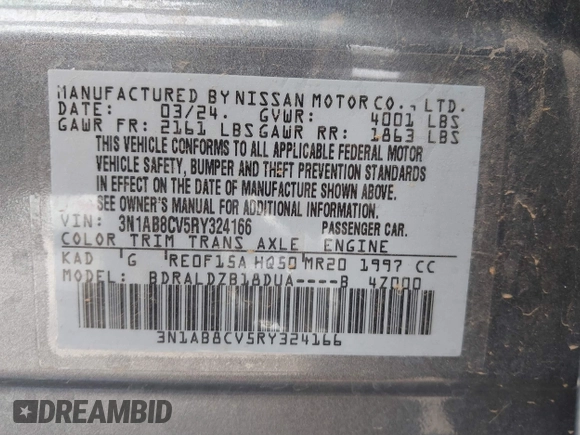 MANUFACTURED BY NISSAN MOTOR CO., LTD.
DATE: 03/24. GVWR: 4001 LBS
GAWR FR: 2161 LBS GAWR RR: 1863 LBS
THIS VEHICLE CONFORMS TO ALL APPLICABLE FEDERAL MOTOR
VEHICLE SAFETY, BUMPER AND THEFT PREVENTION STANDARDS
IN EFFECT ON THE DATE OF MANUFACTURE SHOWN ABOVE.
SEE OWNER'S MANUAL FOR ADDITIONAL INFORMATION.
VIN: 3N1AB8CV5RY324166 PASSENGER CAR.
COLOR TRIM TRANS AXLE ENGINE
KAD G RE0F15A HQ50 MR20 1997 CC
MODEL: BDRALDZB18DUA----B 47000
3N1AB8CV5RY324166
DREAMBID